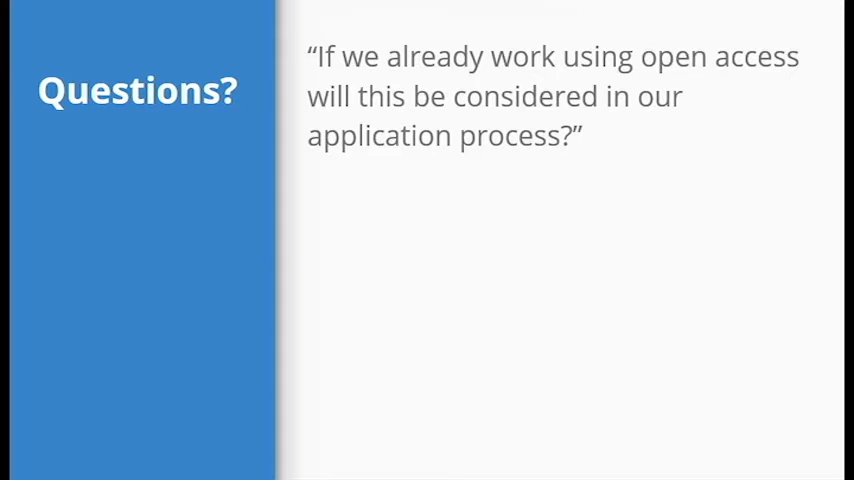 Questions?
“If we already work using open access
will this be considered in our
application process?”